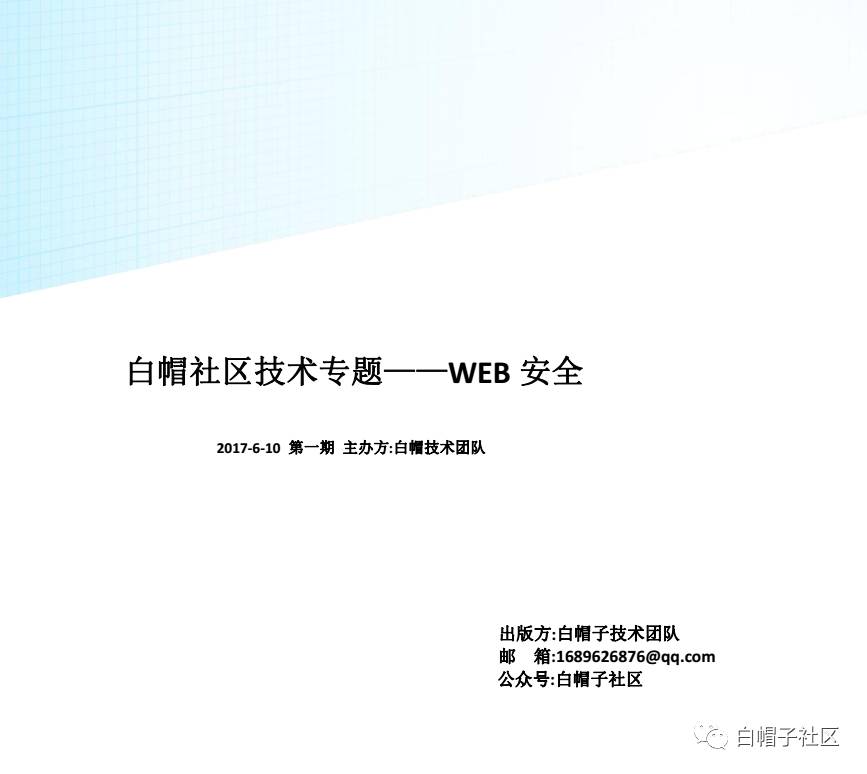 白帽社区技术专题——WEB 安全
2017-6-10 第一期 主办方:白帽技术团队
出版方:白帽子技术团队
邮 箱:1689626876@qq.com
公众号:白帽子社区
白帽子社区